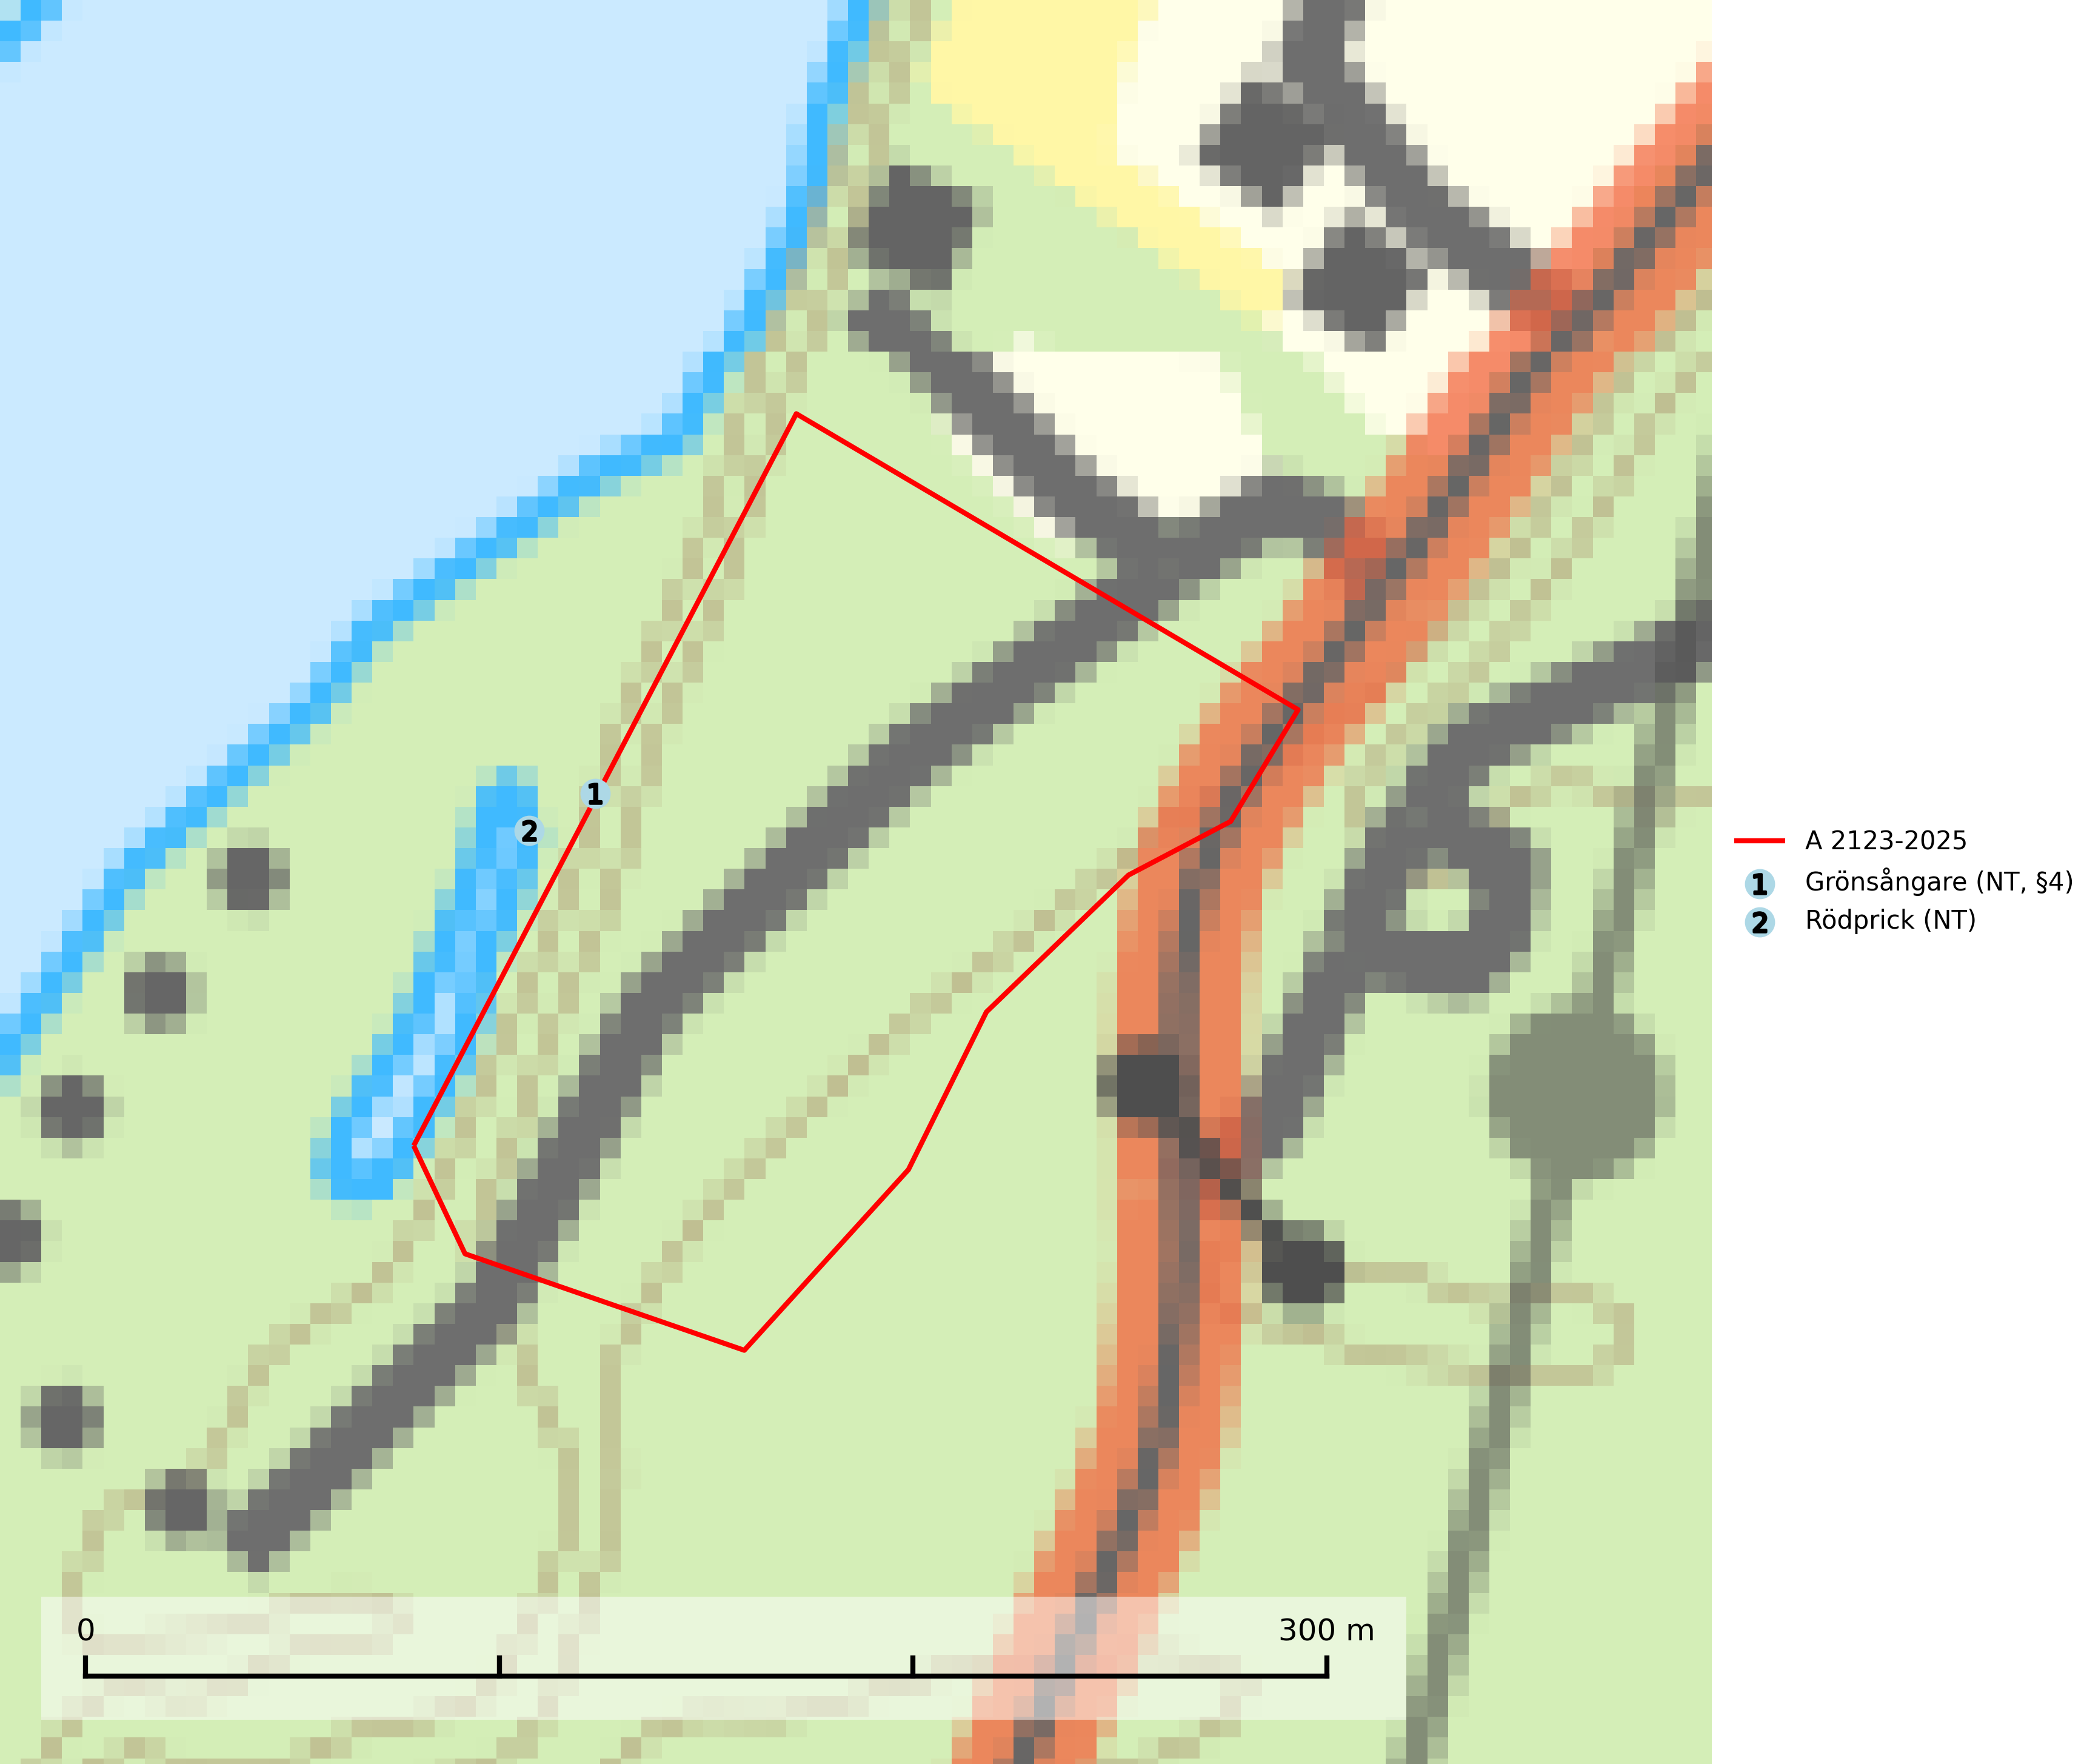 1
2
A 2123-2025
1 Grönsångare (NT, §4)
2 Rödprick (NT)
0 300 m